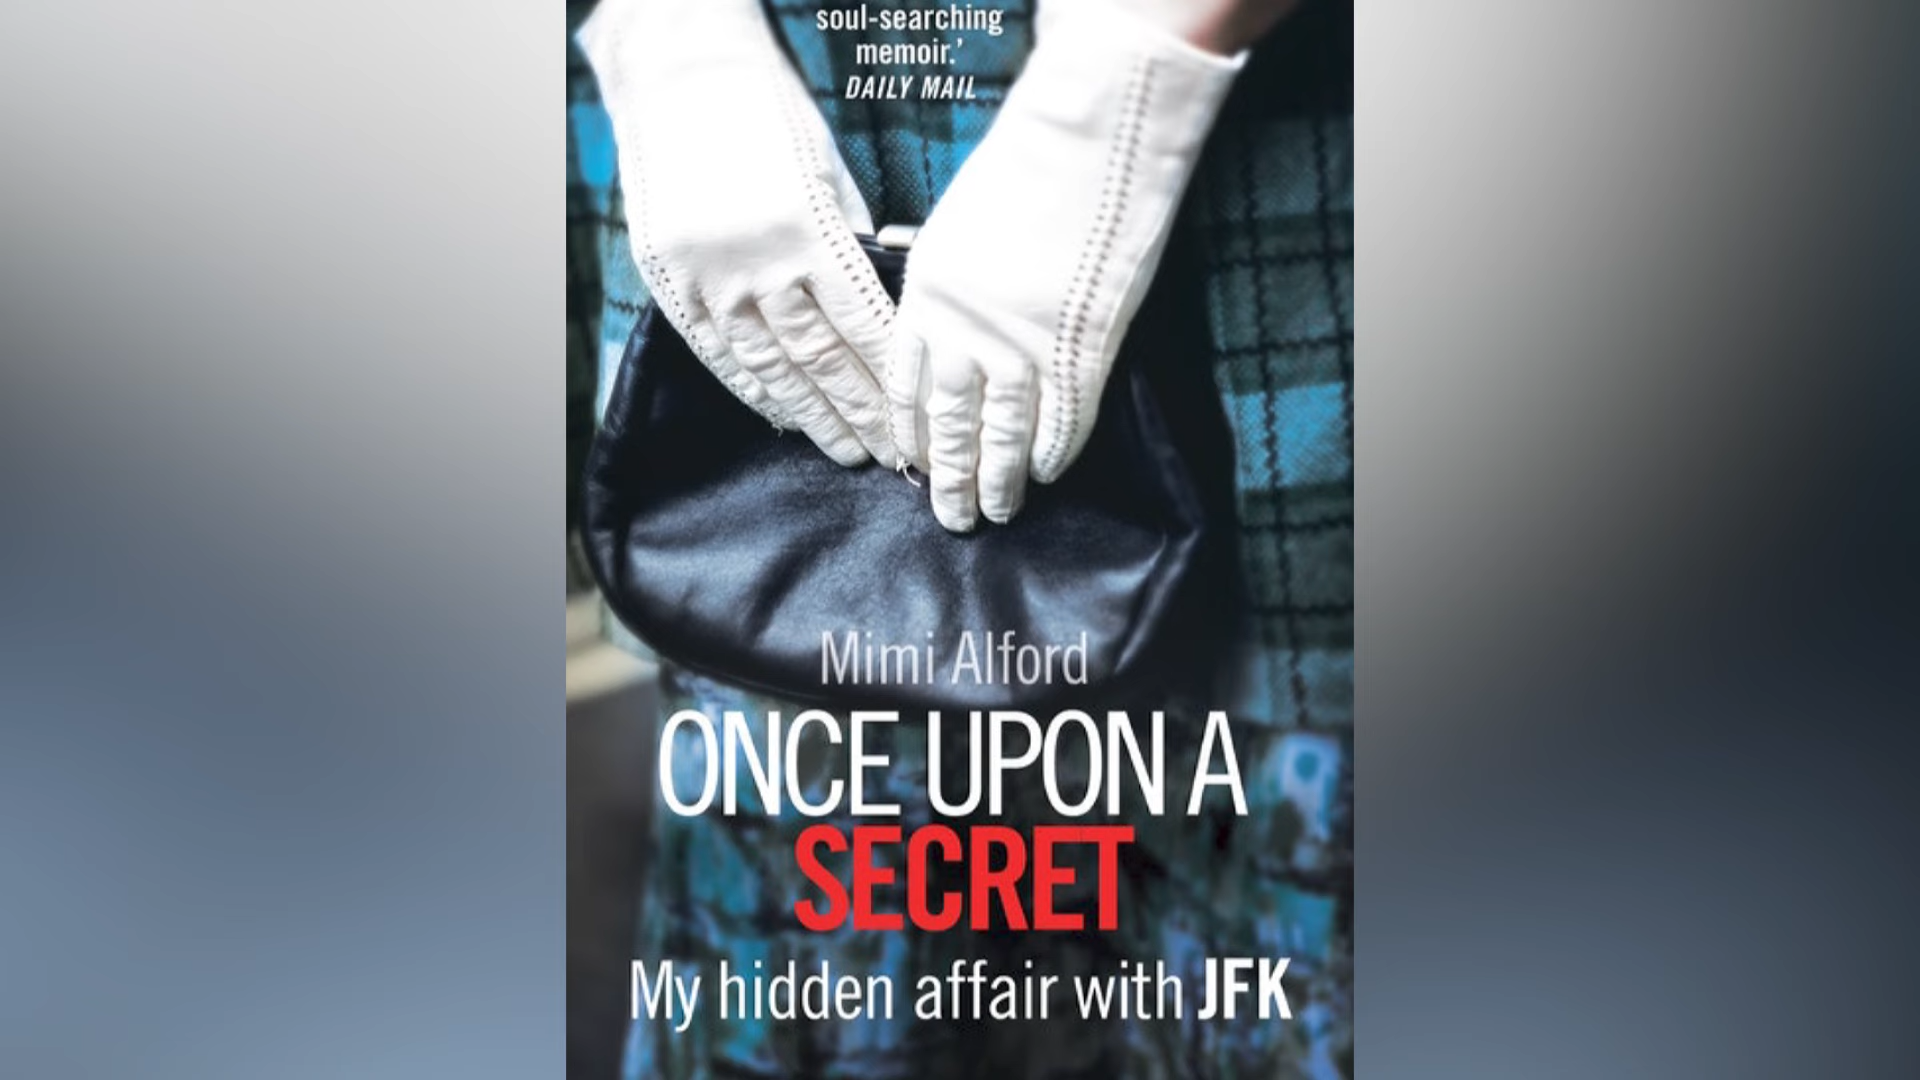 soul-searching
memoir.’
DAILY MAIL
Mimi Alford
ONCE UPON A
SECRET
My hidden affair with JFK